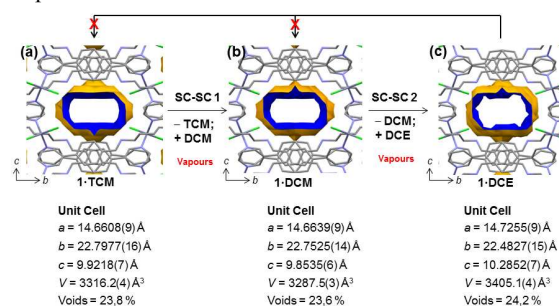 (a)
(b)
(c)
SC-SC 1
– TCM;
+ DCM
Vapours
SC-SC 2
– DCM;
+ DCE
Vapours
c
b
1·TCM
c
b
1·DCM
c
b
1·DCE
Unit Cell
a = 14.6608(9) Å
b = 22.7977(16) Å
c = 9.9218(7) Å
V = 3316.2(4) Å³
Voids = 23,8 %
Unit Cell
a = 14.6639(9) Å
b = 22.7525(14) Å
c = 9.8535(6) Å
V = 3287.5(3) Å³
Voids = 23,6 %
Unit Cell
a = 14.7255(9) Å
b = 22.4827(15) Å
c = 10.2852(7) Å
V = 3405.1(4) Å³
Voids = 24,2 %